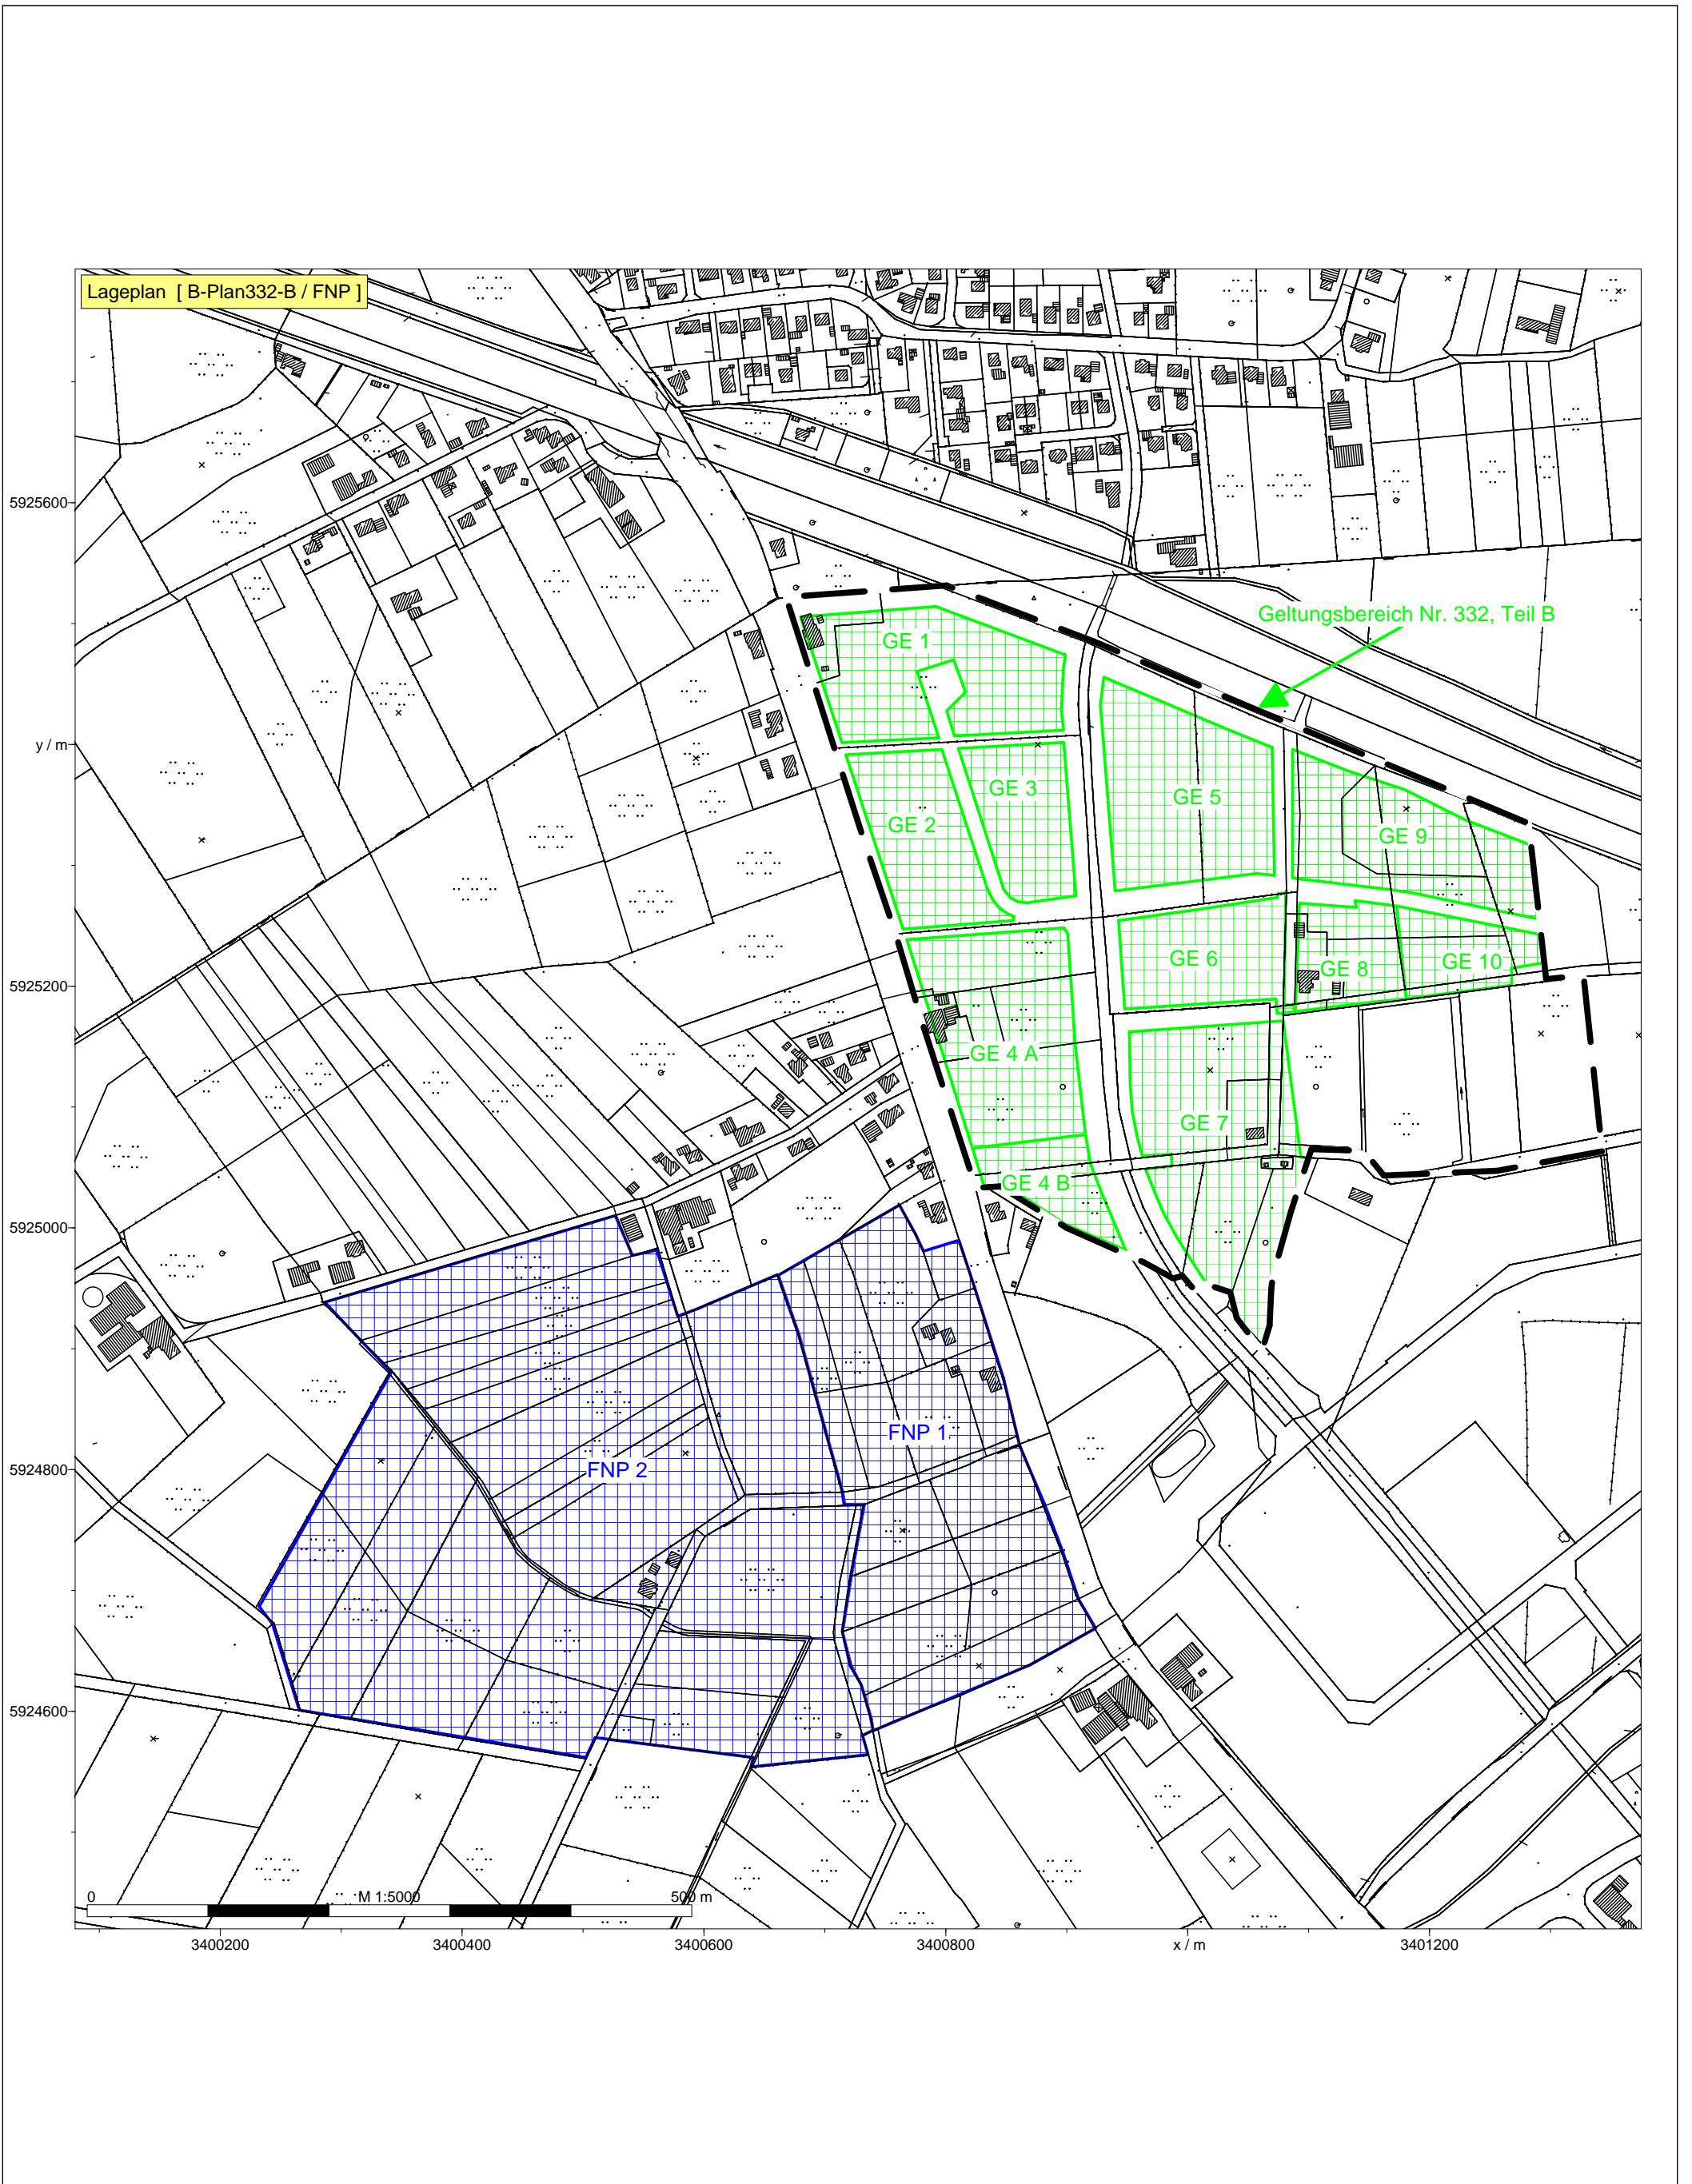 Lageplan [ B-Plan332-B / FNP ]
5925600
Geltungsbereich Nr. 332, Teil B
GE 1
y / m
GE 3
GE 5
GE 2
GE 9
GE 6
GE 8
GE 10
5925200
GE 4 A
GE 7
GE 4 B
5925000
FNP 1
FNP 2
5924800
5924600
0
M 1:5000
500 m
3400200
3400400
3400600
3400800
x / m
3401200